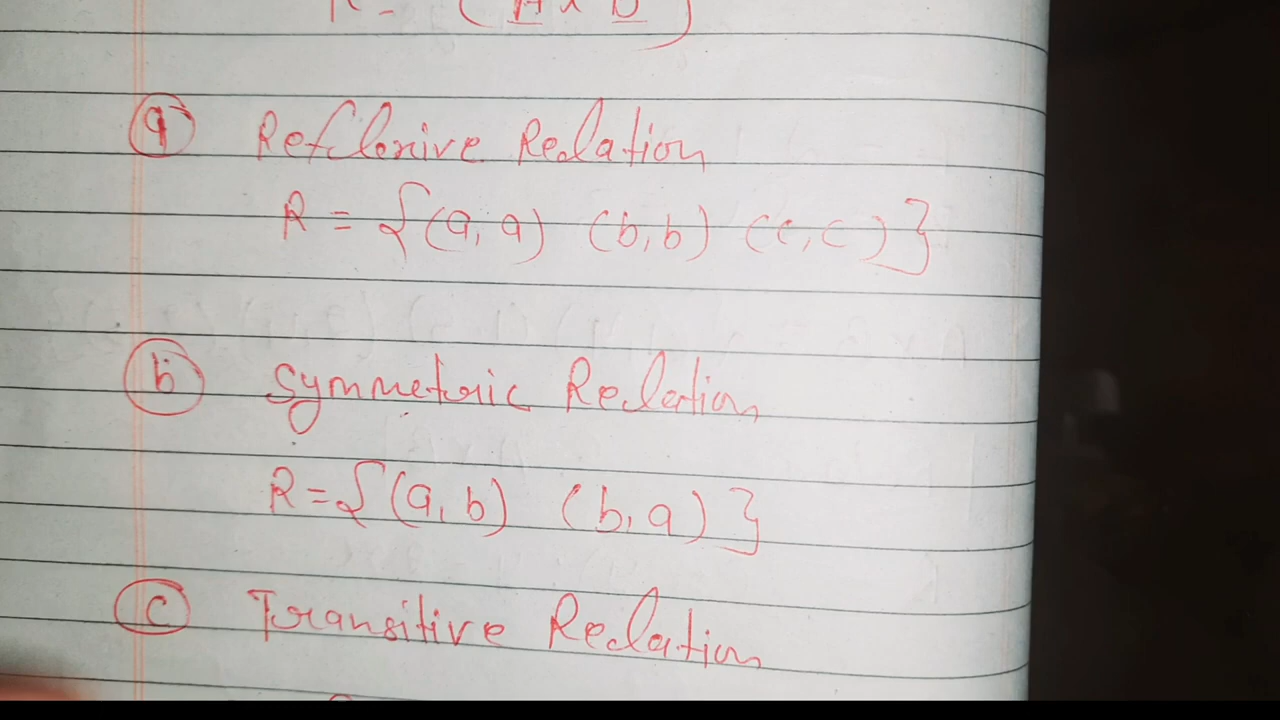 R = (A x B)
a Reflexive Relation
R = {(a, a) (b, b) (c, c)}
b Symmetric Relation
R = {(a, b) (b, a)}
c Transitive Relation